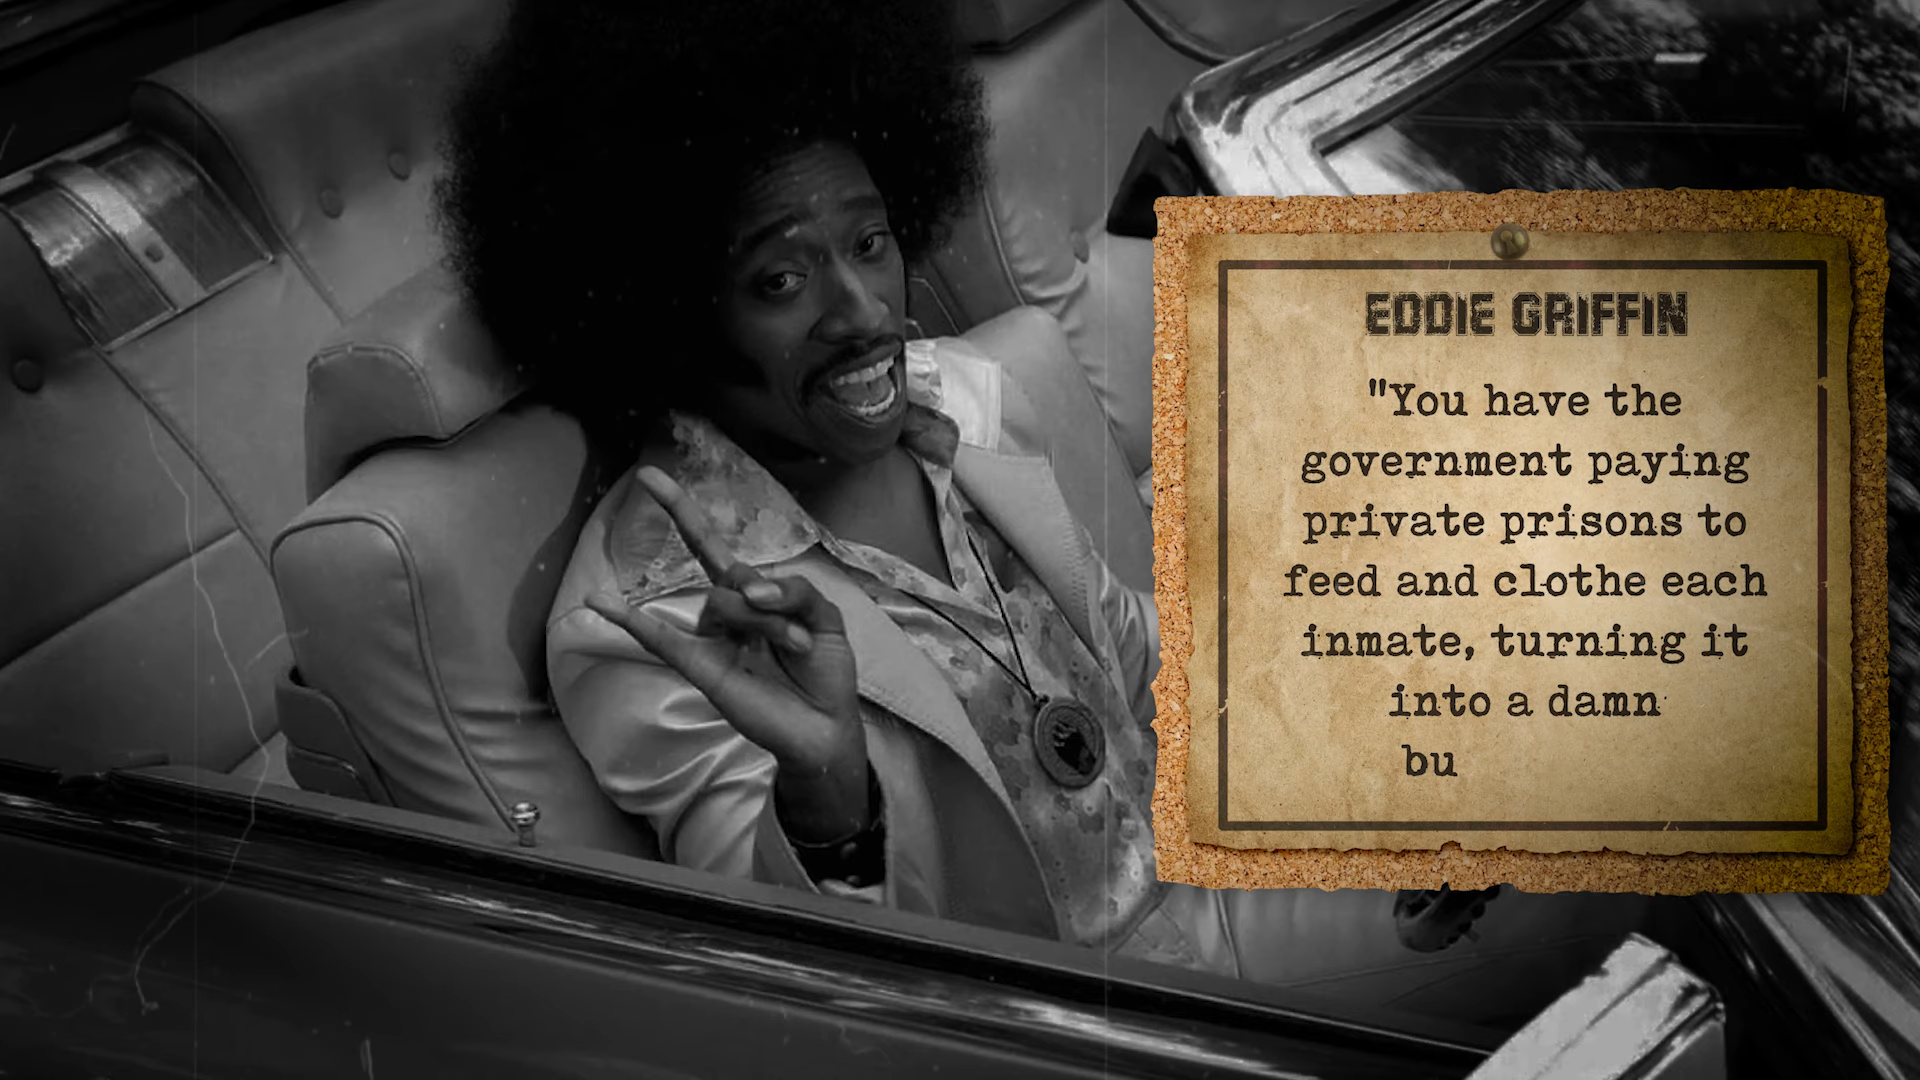 EDDIE GRIFFIN
"You have the
government paying
private prisons to
feed and clothe each
inmate, turning it
into a damn
bu